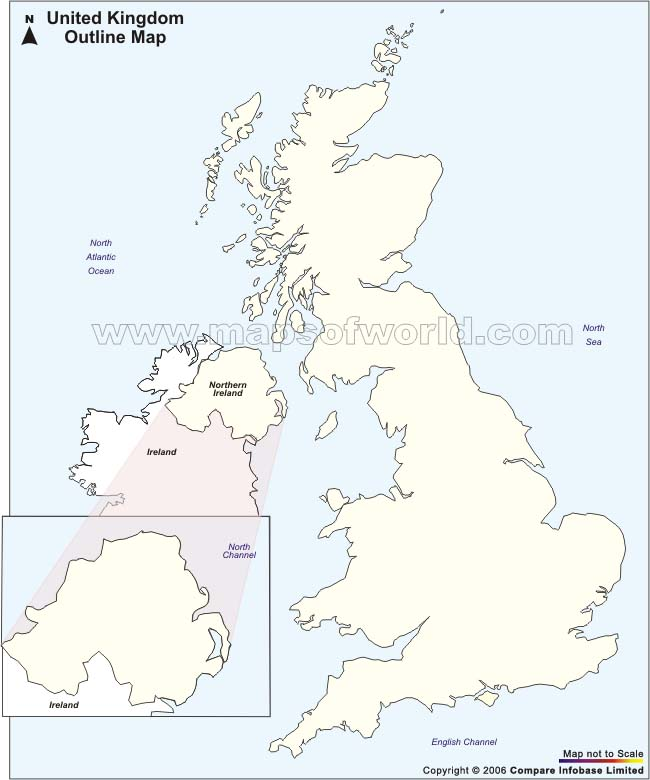 N
United Kingdom
Outline Map
North
Atlantic
Ocean
www.mapsofworld.com
North
Sea
Northern
Ireland
Ireland
North
Channel
Ireland
English Channel
Map not to Scale
Copyright © 2006 Compare Infobase Limited